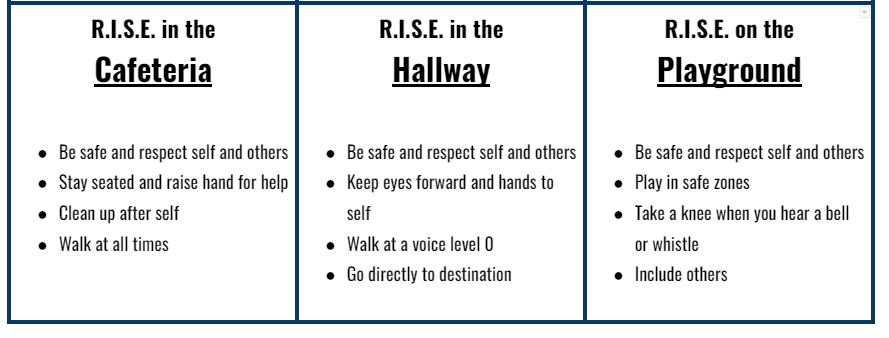 R.I.S.E. in the
Cafeteria
● Be safe and respect self and others
● Stay seated and raise hand for help
● Clean up after self
● Walk at all times
R.I.S.E. in the
Hallway
● Be safe and respect self and others
● Keep eyes forward and hands to
self
● Walk at a voice level 0
● Go directly to destination
R.I.S.E. on the
Playground
● Be safe and respect self and others
● Play in safe zones
● Take a knee when you hear a bell
or whistle
● Include others